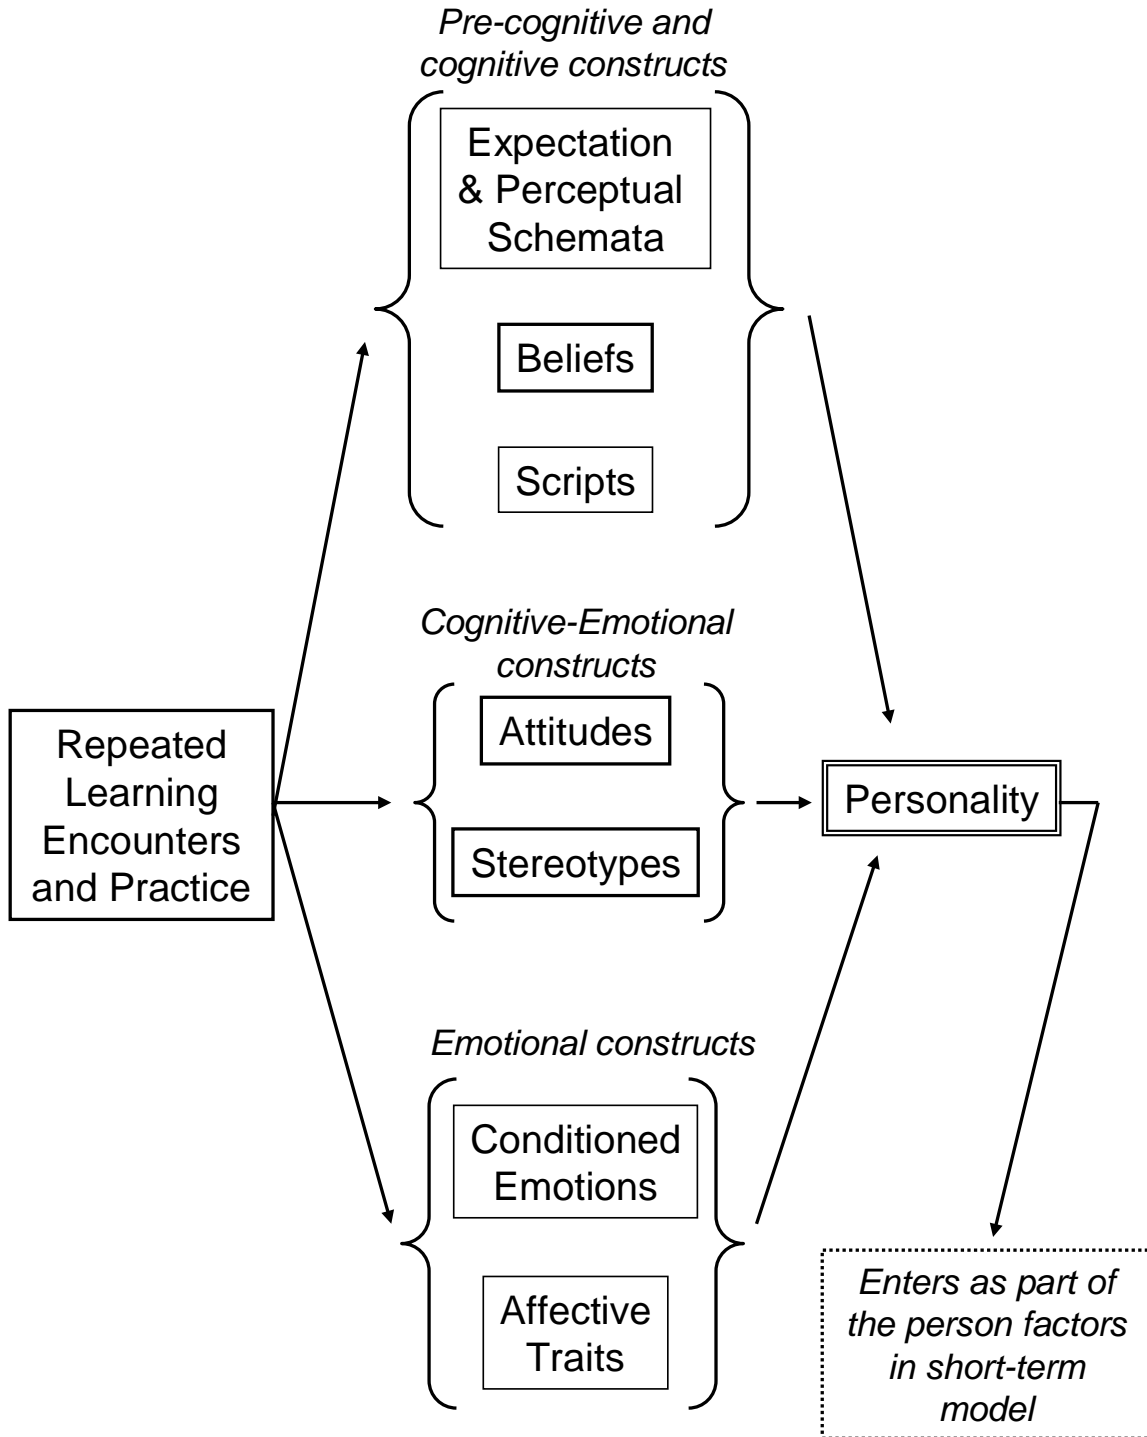 Pre-cognitive and
cognitive constructs
Expectation
& Perceptual
Schemata
Beliefs
Scripts
Cognitive-Emotional
constructs
Attitudes
Stereotypes
Repeated
Learning
Encounters
and Practice
Personality
Emotional constructs
Conditioned
Emotions
Affective
Traits
Enters as part of
the person factors
in short-term
model